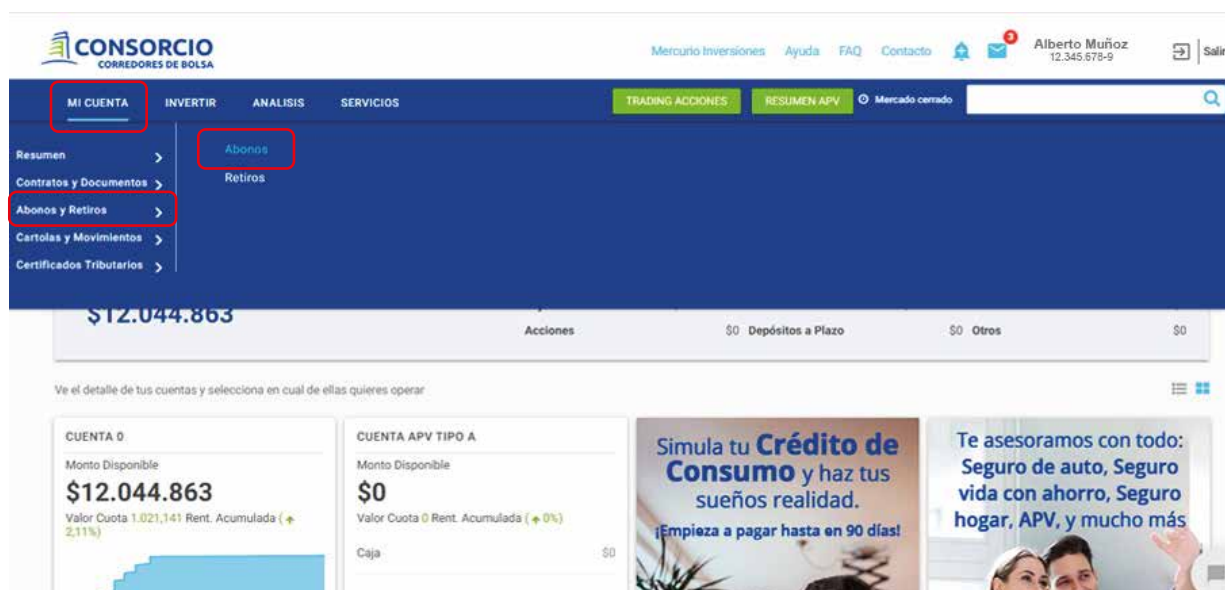 CONSORCIO
CORREDORES DE BOLSA
Mercurio Inversiones Ayuda FAQ Contacto
3
Alberto Muñoz
12.345.678-9
Salir
MI CUENTA INVERTIR ANALISIS SERVICIOS
TRADING ACCIONES RESUMEN APV Mercado cerrado
Resumen
Contratos y Documentos
Abonos y Retiros
Cartolas y Movimientos
Certificados Tributarios
Abonos
Retiros
$12.044.863
Acciones $0 Depósitos a Plazo $0 Otros $0
Ve el detalle de tus cuentas y selecciona en cual de ellas quieres operar
CUENTA 0
Monto Disponible
$12.044.863
Valor Cuota 1.021,141 Rent. Acumulada (
2,11%)
CUENTA APV TIPO A
Monto Disponible
$0
Valor Cuota 0 Rent. Acumulada ( 0%)
Caja $0
Simula tu Crédito de
Consumo y haz tus
sueños realidad.
¡Empieza a pagar hasta en 90 días!
Te asesoramos con todo:
Seguro de auto, Seguro
vida con ahorro, Seguro
hogar, APV, y mucho más